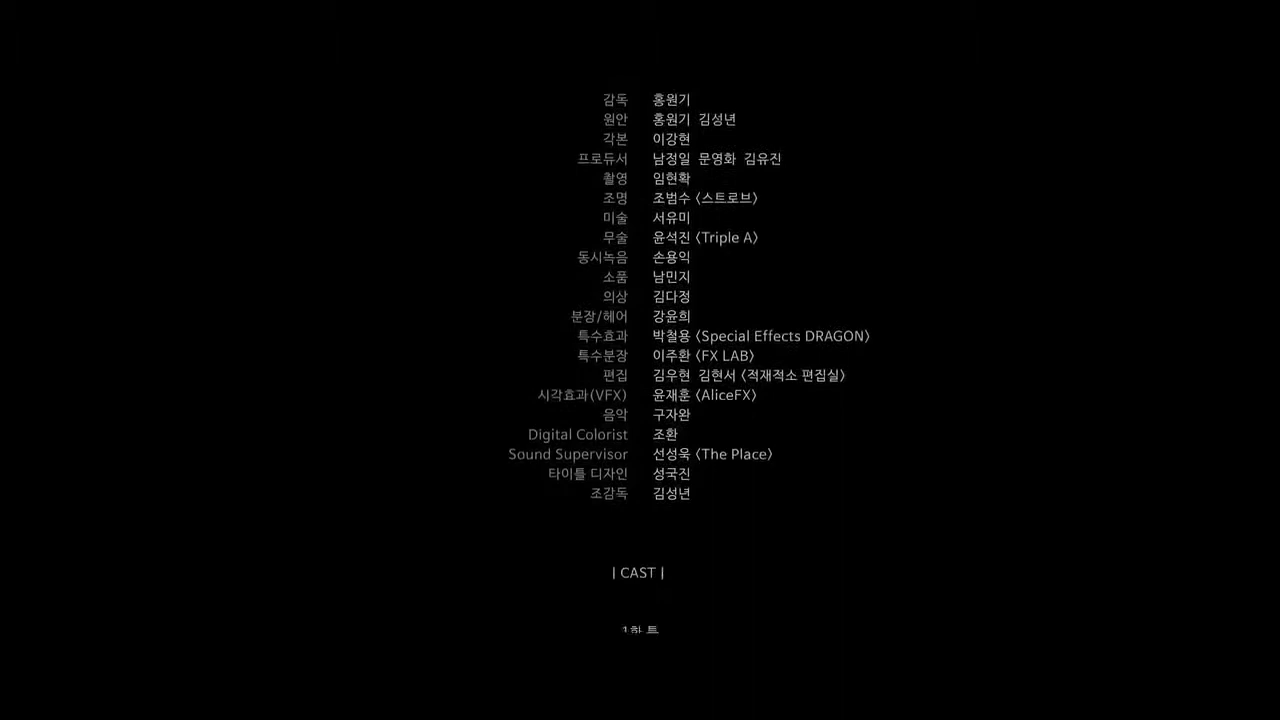 감독 홍원기
원안 홍원기 김성년
각본 이강현
프로듀서 남정일 문영화 김유진
촬영 임현확
조명 조범수 〈스트로브〉
미술 서유미
무술 윤석진 〈Triple A〉
동시녹음 손용익
소품 남민지
의상 김다정
분장/헤어 강윤희
특수효과 박철용 〈Special Effects DRAGON〉
특수분장 이주환 〈FX LAB〉
편집 김우현 김현서 〈적재적소 편집실〉
시각효과(VFX) 윤재훈 〈AliceFX〉
음악 구자완
Digital Colorist 조환
Sound Supervisor 선성욱 〈The Place〉
타이틀 디자인 성국진
조감독 김성년
| CAST |